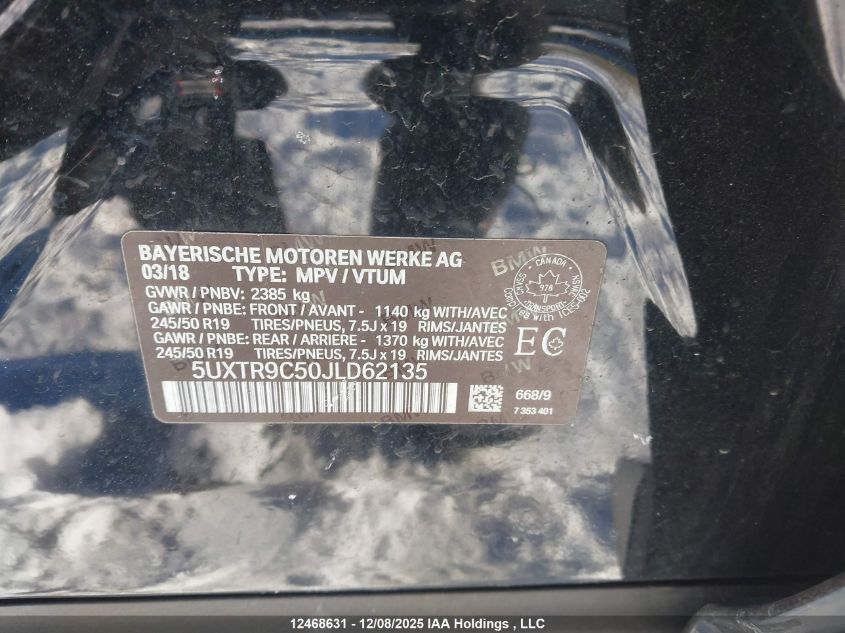 BAYERISCHE MOTOREN WERKE AG
03/18 TYPE: MPV / VTUM
GVWR / PNBV: 2385 kg
GAWR / PNBE: FRONT / AVANT - 1140 kg WITH/AVEC
245/50 R19 TIRES/PNEUS, 7.5J x 19 RIMS/JANTES
GAWR / PNBE: REAR / ARRIERE - 1370 kg WITH/AVEC
245/50 R19 TIRES/PNEUS, 7.5J x 19 RIMS/JANTES
5UXTR9C50JLD62135
BMW
CANADA
978
TRANSPORT
EC
668/9
7 353 401
12468631 - 12/08/2025 IAA Holdings , LLC